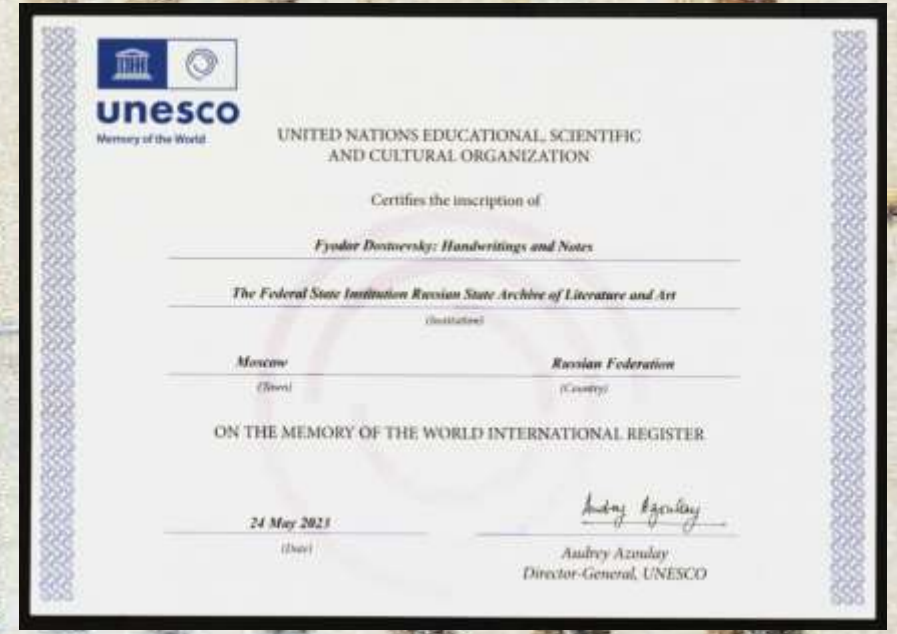 unesco
Memory of the World
UNITED NATIONS EDUCATIONAL, SCIENTIFIC
AND CULTURAL ORGANIZATION
Certifies the inscription of
Fyodor Dostoevsky: Handwritings and Notes
The Federal State Institution Russian State Archive of Literature and Art
(Institution)
Moscow Russian Federation
(Town) (Country)
ON THE MEMORY OF THE WORLD INTERNATIONAL REGISTER
Audrey Azoulay
24 May 2023
(Date)
Audrey Azoulay
Director-General, UNESCO